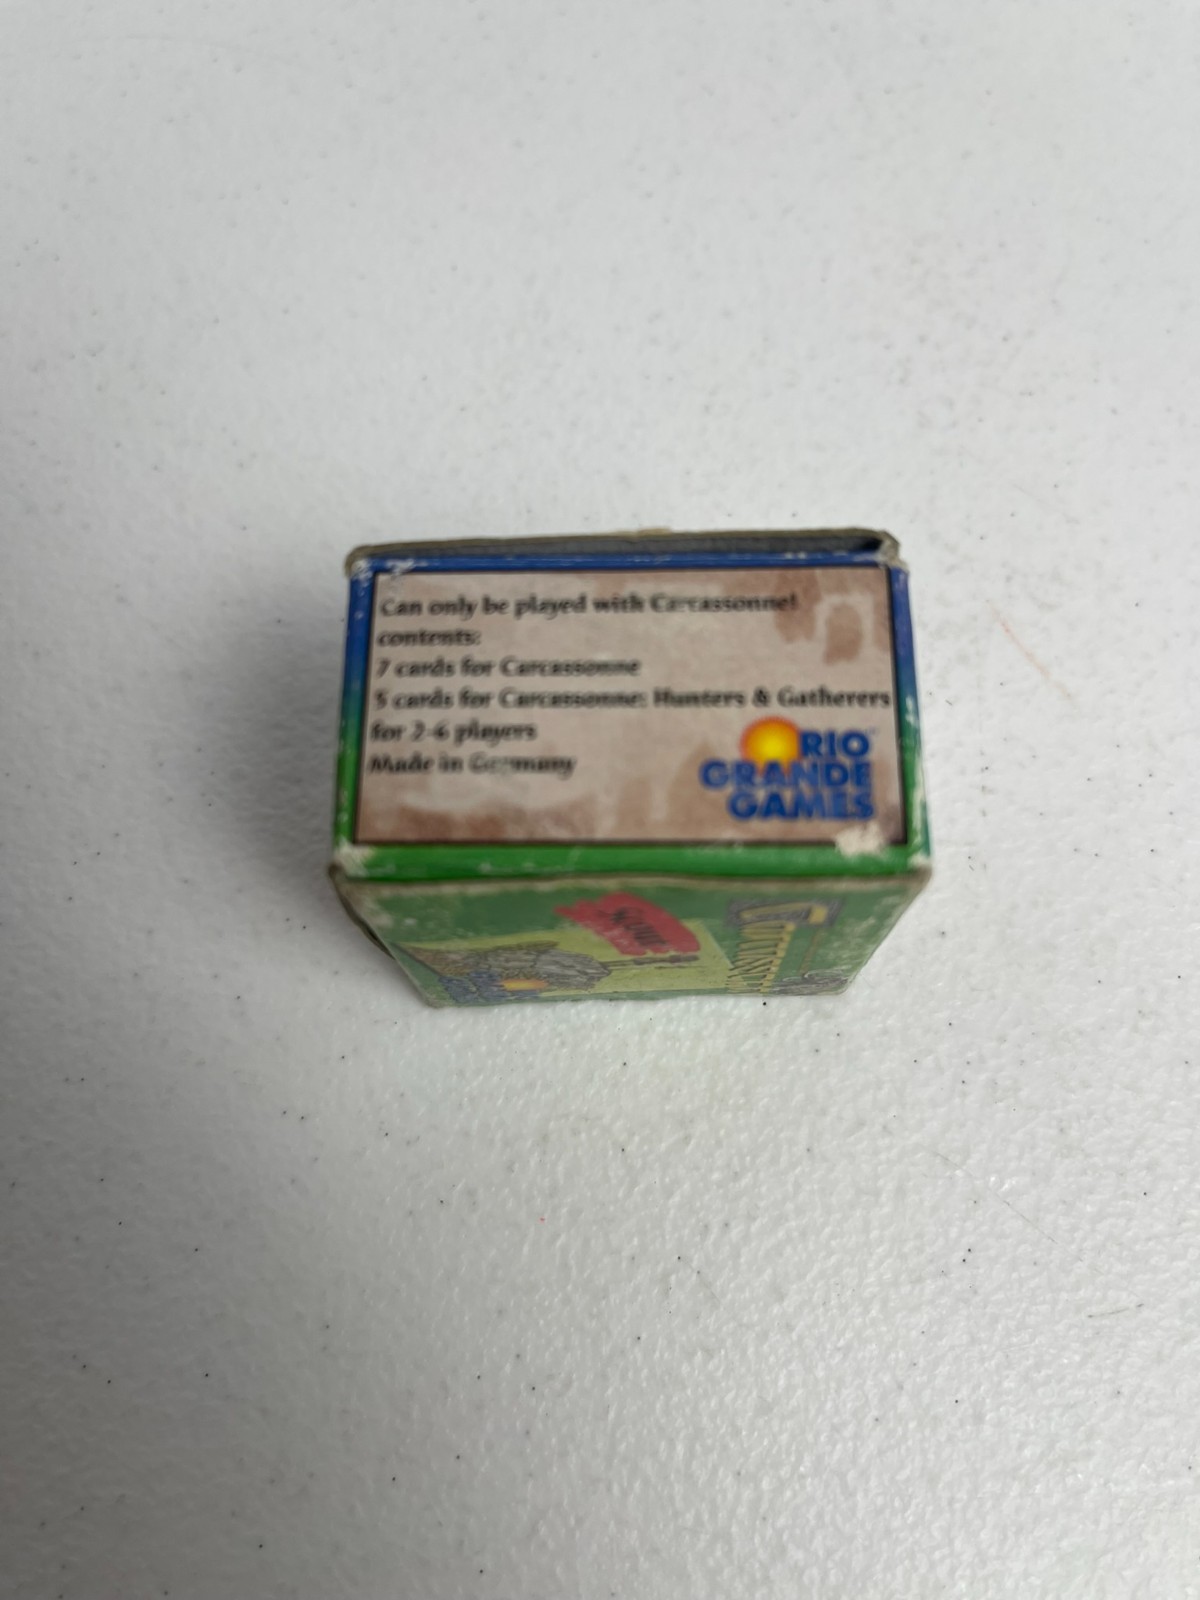 Can only be played with Carcassonne!
contents:
7 cards for Carcassonne
5 cards for Carcassonne: Hunters & Gatherers
for 2-6 players
Made in Germany
RIO
GRANDE
GAMES